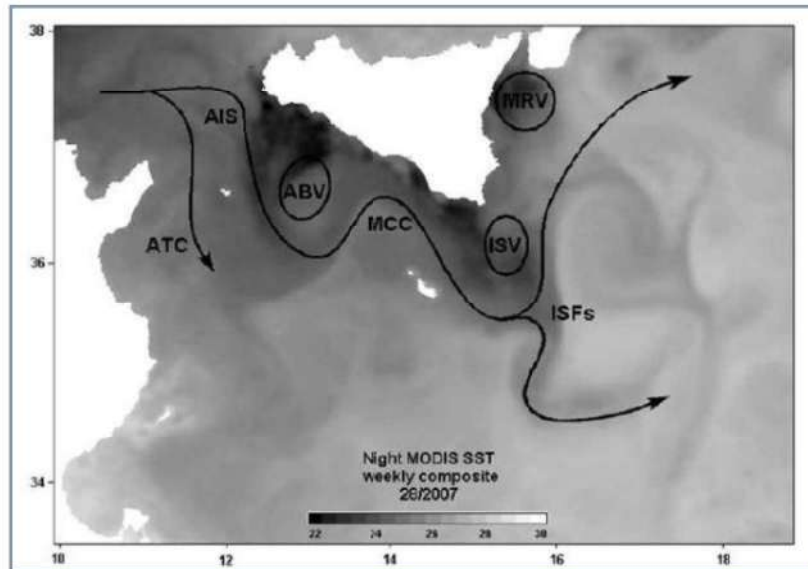 38
MRV
AIS
ABV
MCC
ATC
ISV
36
ISFs
Night MODIS SST
weekly composite
28/2007
34
22 24 26 28 30
10 12 14 16 18